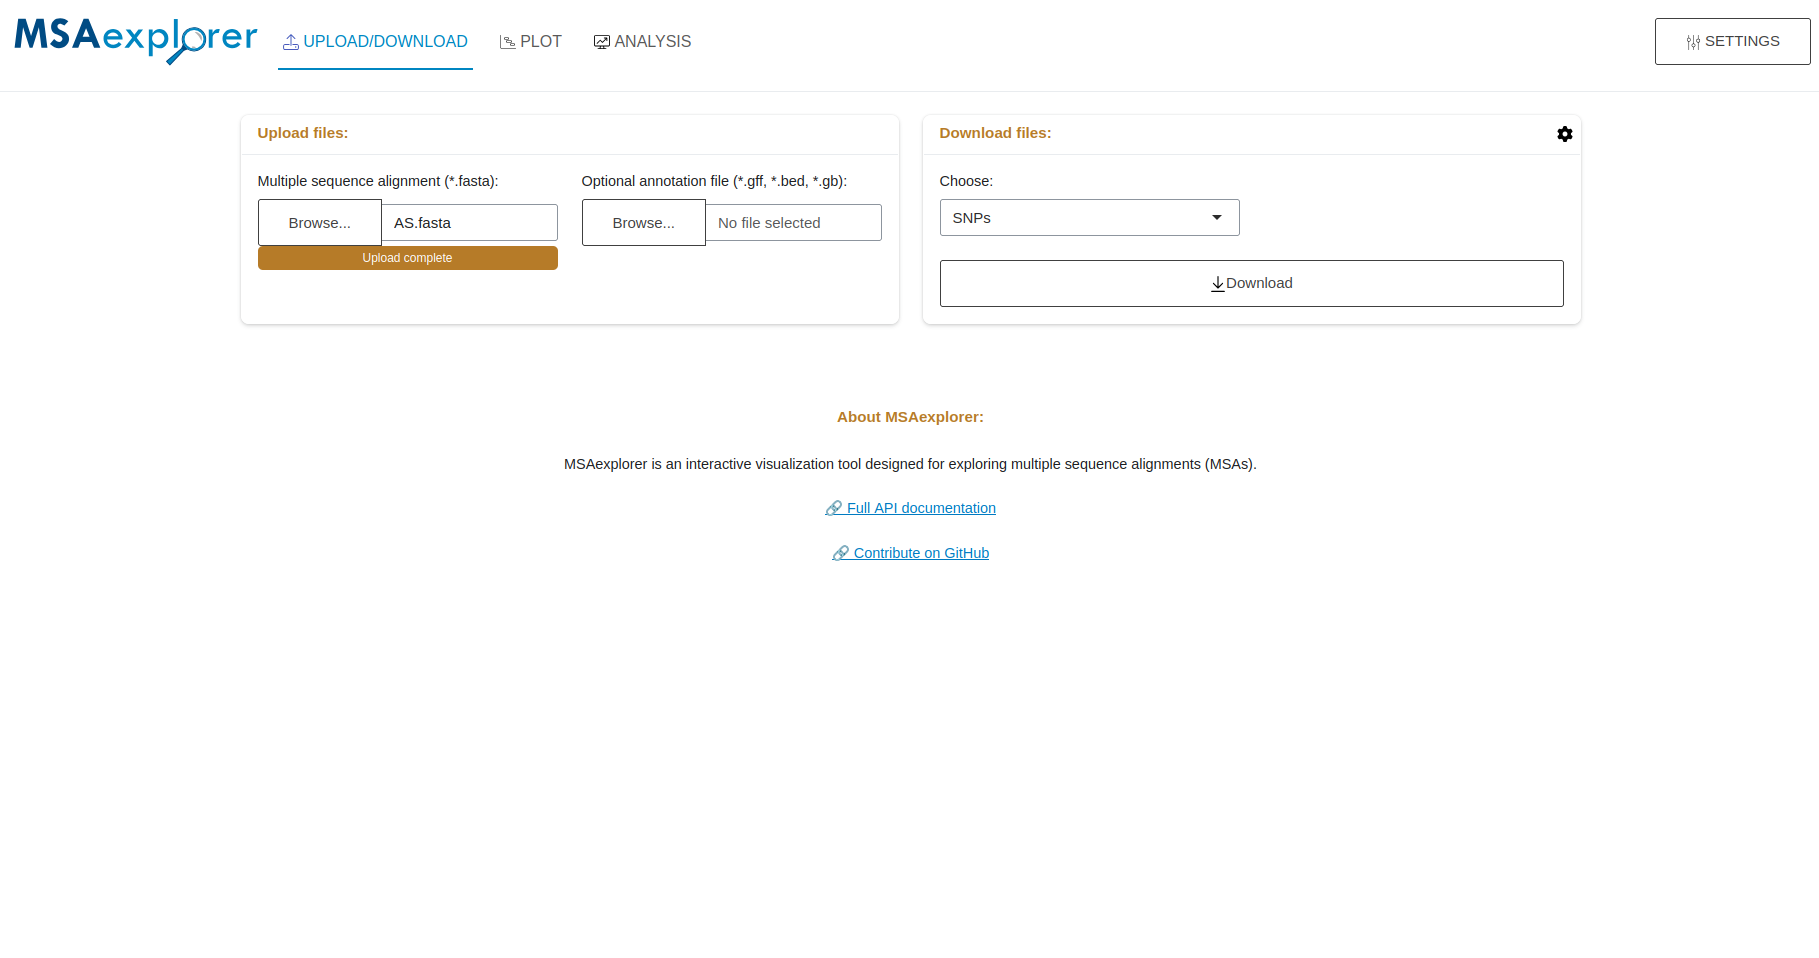 MSAexplorer
UPLOAD/DOWNLOAD
PLOT
ANALYSIS
SETTINGS
Upload files:
Multiple sequence alignment (*.fasta):
Browse...
AS.fasta
Upload complete
Optional annotation file (*.gff, *.bed, *.gb):
Browse...
No file selected
Download files:
Choose:
SNPs
Download
About MSAexplorer:
MSAexplorer is an interactive visualization tool designed for exploring multiple sequence alignments (MSAs).
🔗 Full API documentation
🔗 Contribute on GitHub